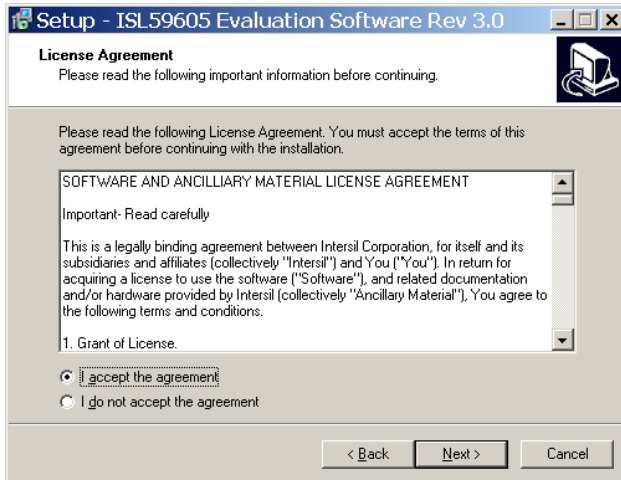 Setup - ISL59605 Evaluation Software Rev 3.0
License Agreement
Please read the following important information before continuing.
Please read the following License Agreement. You must accept the terms of this
agreement before continuing with the installation.
SOFTWARE AND ANCILLIARY MATERIAL LICENSE AGREEMENT
Important- Read carefully
This is a legally binding agreement between Intersil Corporation, for itself and its
subsidiaries and affiliates (collectively "Intersil") and You ("You"). In return for
acquiring a license to use the software ("Software"), and related documentation
and/or hardware provided by Intersil (collectively "Ancillary Material"), You agree to
the following terms and conditions.
1. Grant of License.
I accept the agreement
I do not accept the agreement
< Back
Next >
Cancel